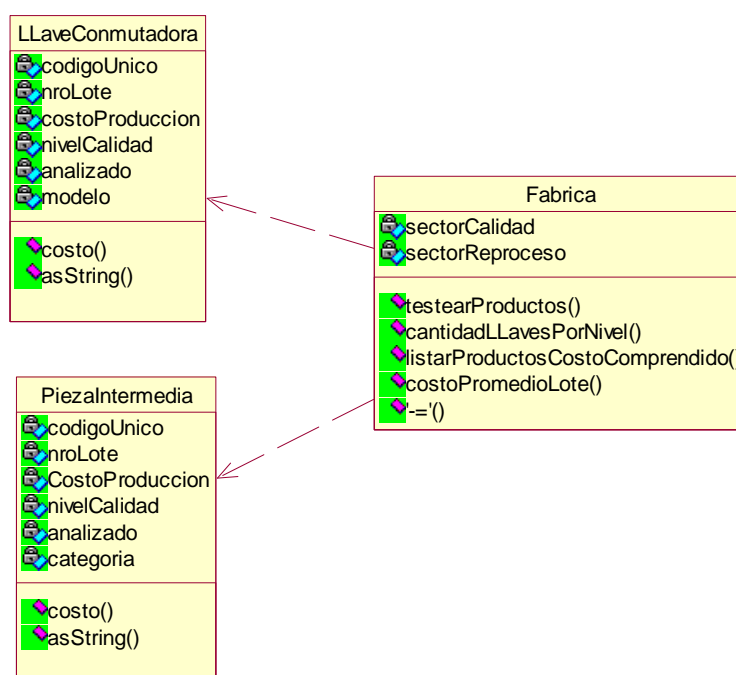 LLaveConmutadora
codigoUnico
nroLote
costoProduccion
nivelCalidad
analizado
modelo
costo()
asString()
Fabrica
sectorCalidad
sectorReproceso
testearProductos()
cantidadLLavesPorNivel()
listarProductosCostoComprendido()
costoPromedioLote()
'-='()
PiezaIntermedia
codigoUnico
nroLote
CostoProduccion
nivelCalidad
analizado
categoria
costo()
asString()